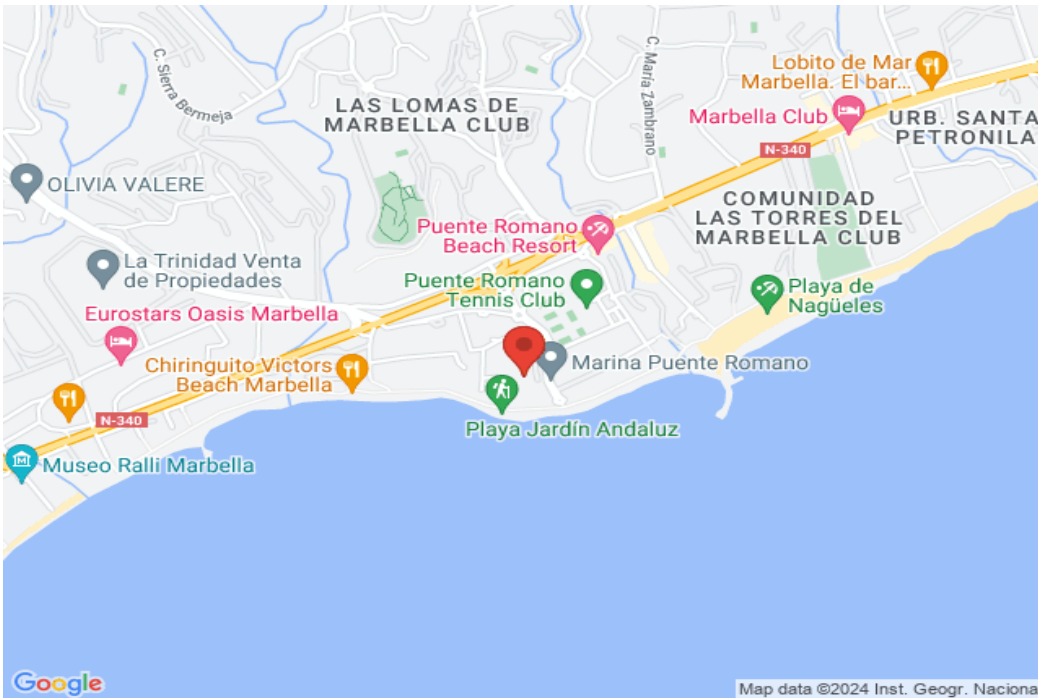 C. Sierra Bermeja
C. María Zambrano
Lobito de Mar
Marbella. El bar...
LAS LOMAS DE
MARBELLA CLUB
Marbella Club
URB. SANTA
PETRONILA
N-340
OLIVIA VALERE
COMUNIDAD
LAS TORRES DEL
MARBELLA CLUB
Puente Romano
Beach Resort
La Trinidad Venta
de Propiedades
Puente Romano
Tennis Club
Playa de
Nagüeles
Eurostars Oasis Marbella
Chiringuito Victors
Beach Marbella
Marina Puente Romano
N-340
Playa Jardín Andaluz
Museo Ralli Marbella
Google
Map data ©2024 Inst. Geogr. Naciona